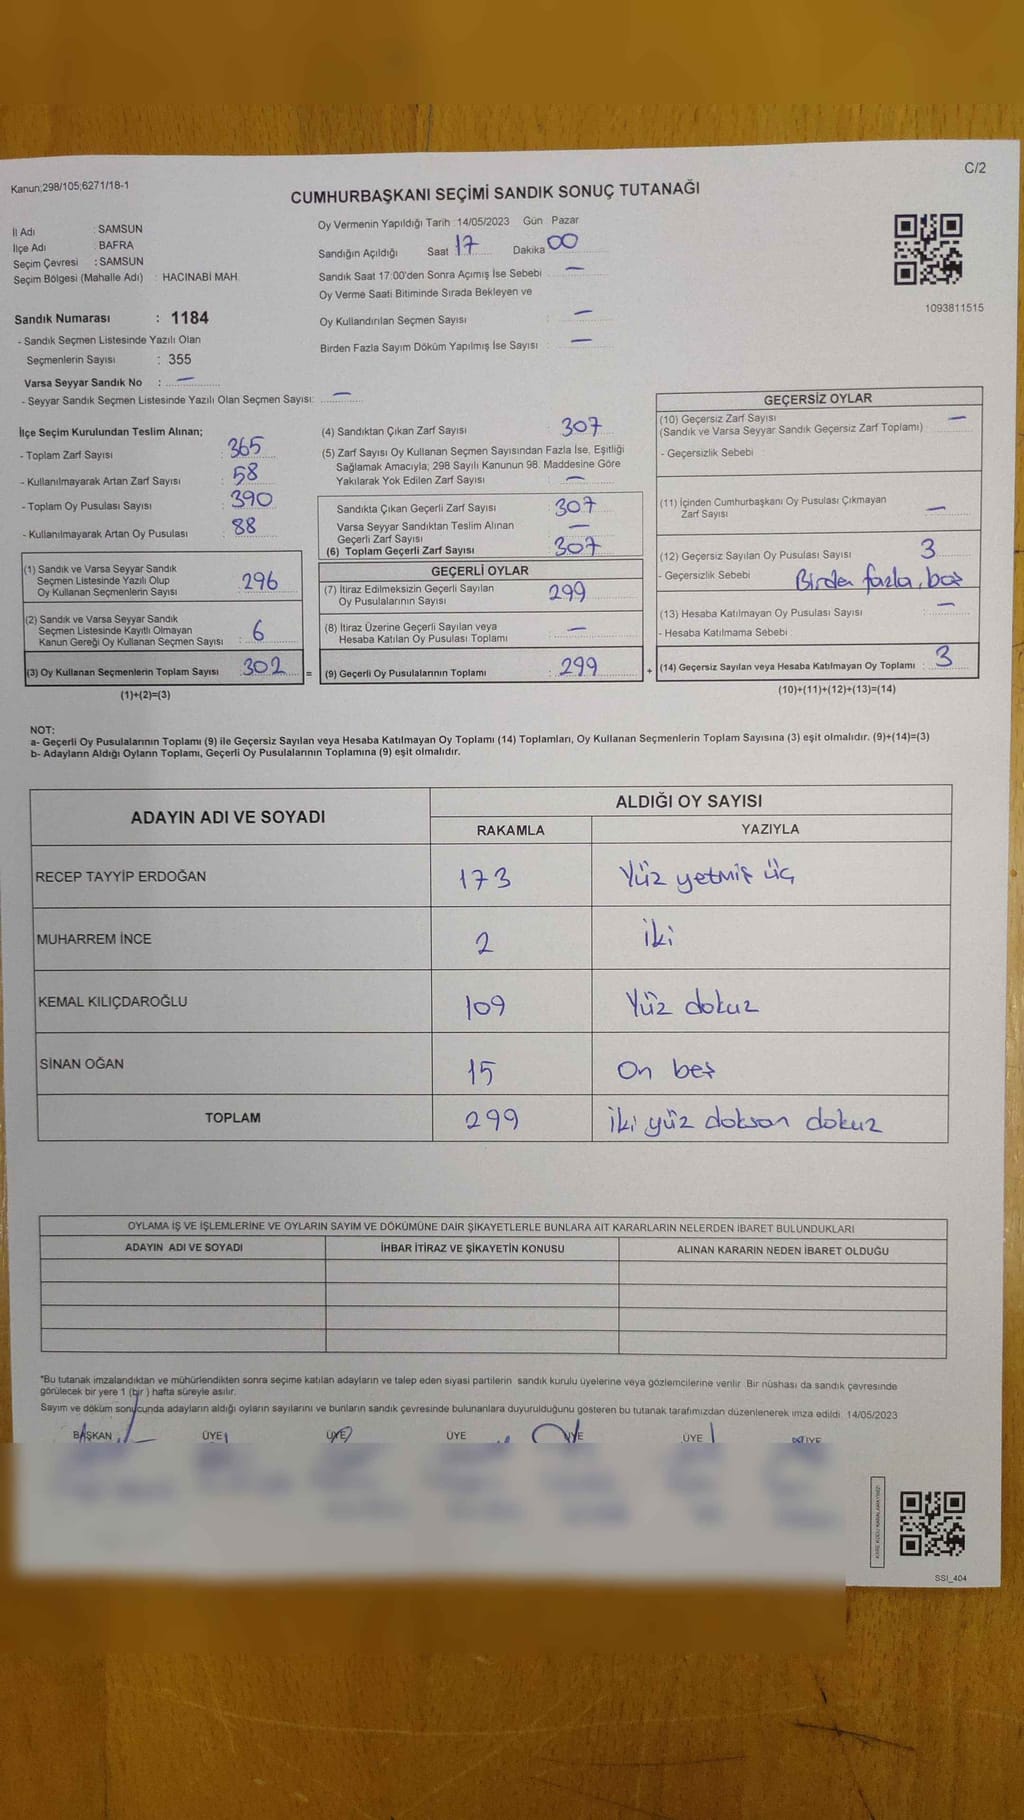 C/2
Kanun;298/105;6271/18-1
CUMHURBAŞKANI SEÇİMİ SANDIK SONUÇ TUTANAĞI
İl Adı : SAMSUN
İlçe Adı : BAFRA
Seçim Çevresi : SAMSUN
Seçim Bölgesi (Mahalle Adı) : HACINABİ MAH.
Sandık Numarası : 1184
- Sandık Seçmen Listesinde Yazılı Olan
Seçmenlerin Sayısı : 355
Varsa Seyyar Sandık No : —
- Seyyar Sandık Seçmen Listesinde Yazılı Olan Seçmen Sayısı: —
Oy Vermenin Yapıldığı Tarih :14/05/2023 Gün Pazar
Sandığın Açıldığı Saat 17 Dakika 00
Sandık Saat 17:00'den Sonra Açımış İse Sebebi : —
Oy Verme Saati Bitiminde Sırada Bekleyen ve
Oy Kullandırılan Seçmen Sayısı : —
Birden Fazla Sayım Döküm Yapılmış İse Sayısı : —
1093811515
İlçe Seçim Kurulundan Teslim Alınan;
- Toplam Zarf Sayısı : 365
- Kullanılmayarak Artan Zarf Sayısı : 58
- Toplam Oy Pusulası Sayısı : 390
- Kullanılmayarak Artan Oy Pusulası : 88
(1) Sandık ve Varsa Seyyar Sandık
Seçmen Listesinde Yazılı Olup
Oy Kullanan Seçmenlerin Sayısı : 296
(2) Sandık ve Varsa Seyyar Sandık
Seçmen Listesinde Kayıtlı Olmayan
Kanun Gereği Oy Kullanan Seçmen Sayısı : 6
(3) Oy Kullanan Seçmenlerin Toplam Sayısı : 302 =
(1)+(2)=(3)
(4) Sandıktan Çıkan Zarf Sayısı : 307
(5) Zarf Sayısı Oy Kullanan Seçmen Sayısından Fazla İse, Eşitliği
Sağlamak Amacıyla; 298 Sayılı Kanunun 98. Maddesine Göre
Yakılarak Yok Edilen Zarf Sayısı : —
Sandıkta Çıkan Geçerli Zarf Sayısı : 307
Varsa Seyyar Sandıktan Teslim Alınan
Geçerli Zarf Sayısı : —
(6) Toplam Geçerli Zarf Sayısı : 307
GEÇERLİ OYLAR
(7) İtiraz Edilmeksizin Geçerli Sayılan
Oy Pusulalarının Sayısı : 299
(8) İtiraz Üzerine Geçerli Sayılan veya
Hesaba Katılan Oy Pusulası Toplamı : —
(9) Geçerli Oy Pusulalarının Toplamı : 299 +
GEÇERSİZ OYLAR
(10) Geçersiz Zarf Sayısı : —
(Sandık ve Varsa Seyyar Sandık Geçersiz Zarf Toplamı)
- Geçersizlik Sebebi :
(11) İçinden Cumhurbaşkanı Oy Pusulası Çıkmayan
Zarf Sayısı : —
(12) Geçersiz Sayılan Oy Pusulası Sayısı : 3
- Geçersizlik Sebebi : Birden fazla, boş
(13) Hesaba Katılmayan Oy Pusulası Sayısı : —
- Hesaba Katılmama Sebebi :
(14) Geçersiz Sayılan veya Hesaba Katılmayan Oy Toplamı : 3
(10)+(11)+(12)+(13)=(14)
NOT:
a- Geçerli Oy Pusulalarının Toplamı (9) ile Geçersiz Sayılan veya Hesaba Katılmayan Oy Toplamı (14) Toplamları, Oy Kullanan Seçmenlerin Toplam Sayısına (3) eşit olmalıdır. (9)+(14)=(3)
b- Adayların Aldığı Oyların Toplamı, Geçerli Oy Pusulalarının Toplamına (9) eşit olmalıdır.
ADAYIN ADI VE SOYADI ALDIĞI OY SAYISI
RAKAMLA YAZIYLA
RECEP TAYYİP ERDOĞAN 173 Yüz yetmiş üç
MUHARREM İNCE 2 iki
KEMAL KILIÇDAROĞLU 109 Yüz dokuz
SİNAN OĞAN 15 On beş
TOPLAM 299 iki yüz doksan dokuz
OYLAMA İŞ VE İŞLEMLERİNE VE OYLARIN SAYIM VE DÖKÜMÜNE DAİR ŞİKAYETLERLE BUNLARA AİT KARARLARIN NELERDEN İBARET BULUNDUKLARI
ADAYIN ADI VE SOYADI İHBAR İTİRAZ VE ŞİKAYETİN KONUSU ALINAN KARARIN NEDEN İBARET OLDUĞU
*Bu tutanak imzalandıktan ve mühürlendikten sonra seçime katılan adayların ve talep eden siyasi partilerin sandık kurulu üyelerine veya gözlemcilerine verilir. Bir nüshası da sandık çevresinde
görülecek bir yere 1 (bir ) hafta süreyle asılır.
Sayım ve döküm sonucunda adayların aldığı oyların sayılarını ve bunların sandık çevresinde bulunanlara duyurulduğunu gösteren bu tutanak tarafımızdan düzenlenerek imza edildi. 14/05/2023
BAŞKAN ÜYE ÜYE ÜYE ÜYE ÜYE ÜYE
SSI_404